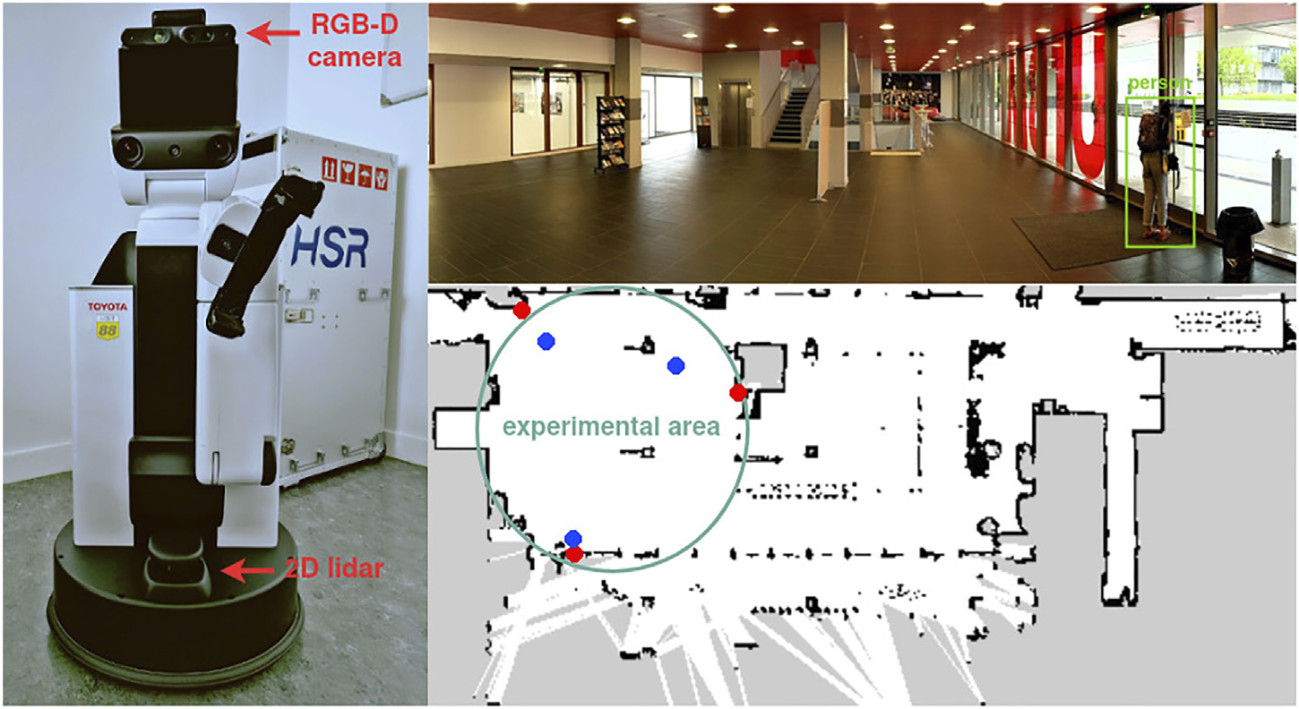 RGB-D
camera
TOYOTA
88
HSR
2D lidar
person
experimental area